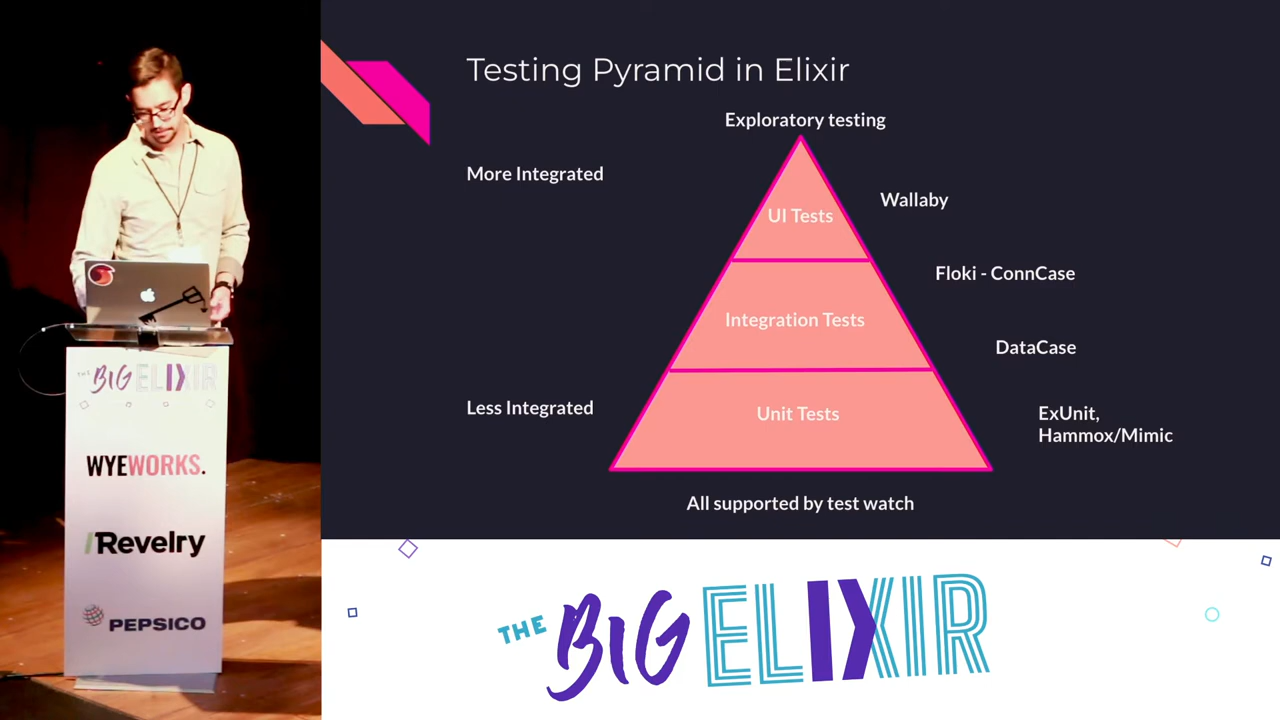 Testing Pyramid in Elixir
Exploratory testing
More Integrated
Wallaby
UI Tests
Floki - ConnCase
Integration Tests
DataCase
Less Integrated
Unit Tests
ExUnit,
Hammox/Mimic
All supported by test watch
THE BIG ELIXIR
THE BIG ELIXIR
WYEWORKS.
Revelry
PEPSICO